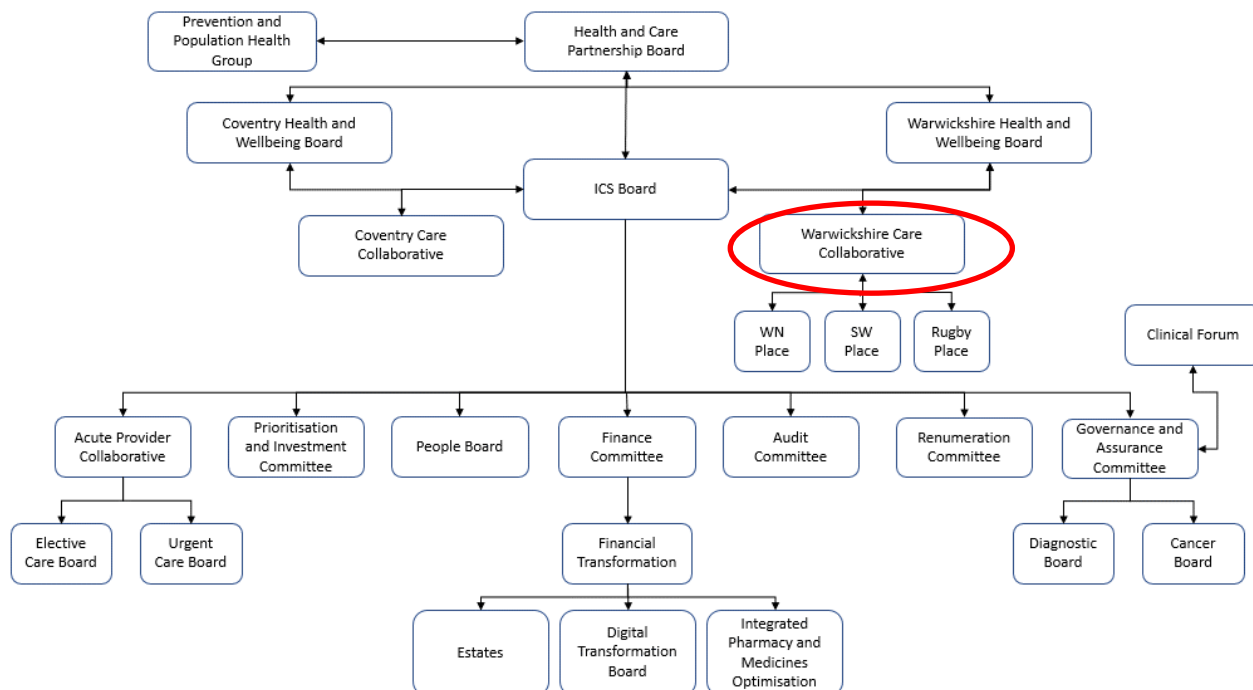 Prevention and
Population Health
Group
Health and Care
Partnership Board
Coventry Health and
Wellbeing Board
Warwickshire Health and
Wellbeing Board
ICS Board
Coventry Care
Collaborative
Warwickshire Care
Collaborative
WN
Place
SW
Place
Rugby
Place
Clinical Forum
Acute Provider
Collaborative
Prioritisation
and Investment
Committee
People Board
Finance
Committee
Audit
Committee
Renumeration
Committee
Governance and
Assurance
Committee
Elective
Care Board
Urgent
Care Board
Financial
Transformation
Diagnostic
Board
Cancer
Board
Estates
Digital
Transformation
Board
Integrated
Pharmacy and
Medicines
Optimisation